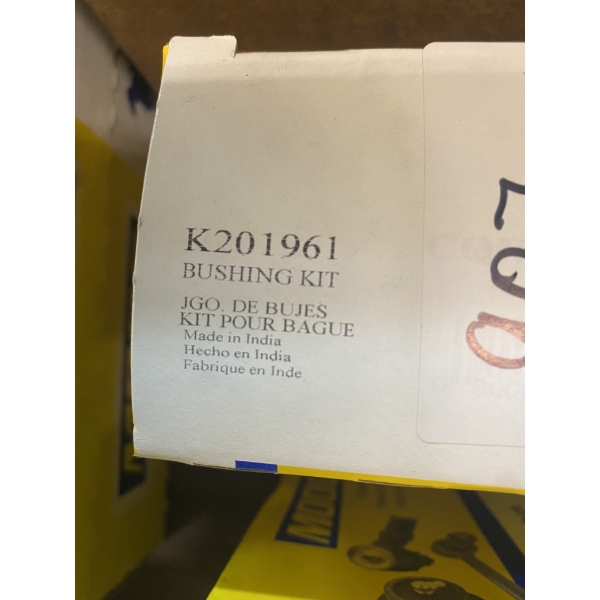 K201961
BUSHING KIT
JGO. DE BUJES
KIT POUR BAGUE
Made in India
Hecho en India
Fabrique en Inde